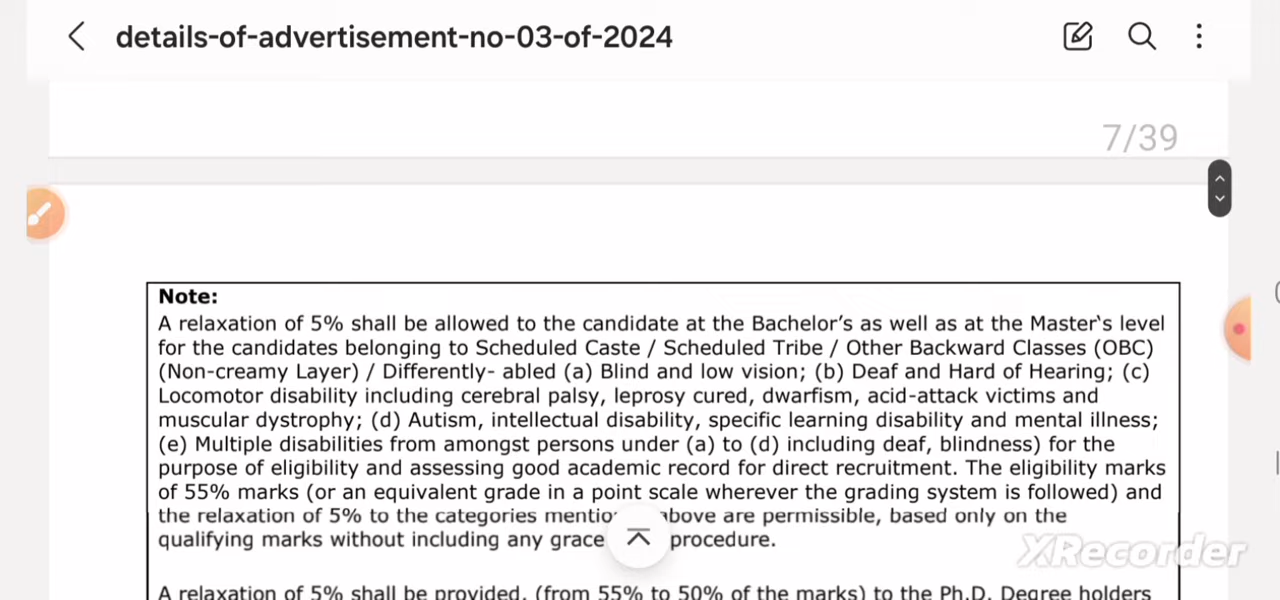 details-of-advertisement-no-03-of-2024
7/39
Note:
A relaxation of 5% shall be allowed to the candidate at the Bachelor's as well as at the Master's level
for the candidates belonging to Scheduled Caste / Scheduled Tribe / Other Backward Classes (OBC)
(Non-creamy Layer) / Differently- abled (a) Blind and low vision; (b) Deaf and Hard of Hearing; (c)
Locomotor disability including cerebral palsy, leprosy cured, dwarfism, acid-attack victims and
muscular dystrophy; (d) Autism, intellectual disability, specific learning disability and mental illness;
(e) Multiple disabilities from amongst persons under (a) to (d) including deaf, blindness) for the
purpose of eligibility and assessing good academic record for direct recruitment. The eligibility marks
of 55% marks (or an equivalent grade in a point scale wherever the grading system is followed) and
the relaxation of 5% to the categories above are permissible, based only on the
qualifying marks without including any grace procedure.
A relaxation of 5% shall be provided, (from 55% to 50% of the marks) to the Ph.D. Degree holders
XRecorder